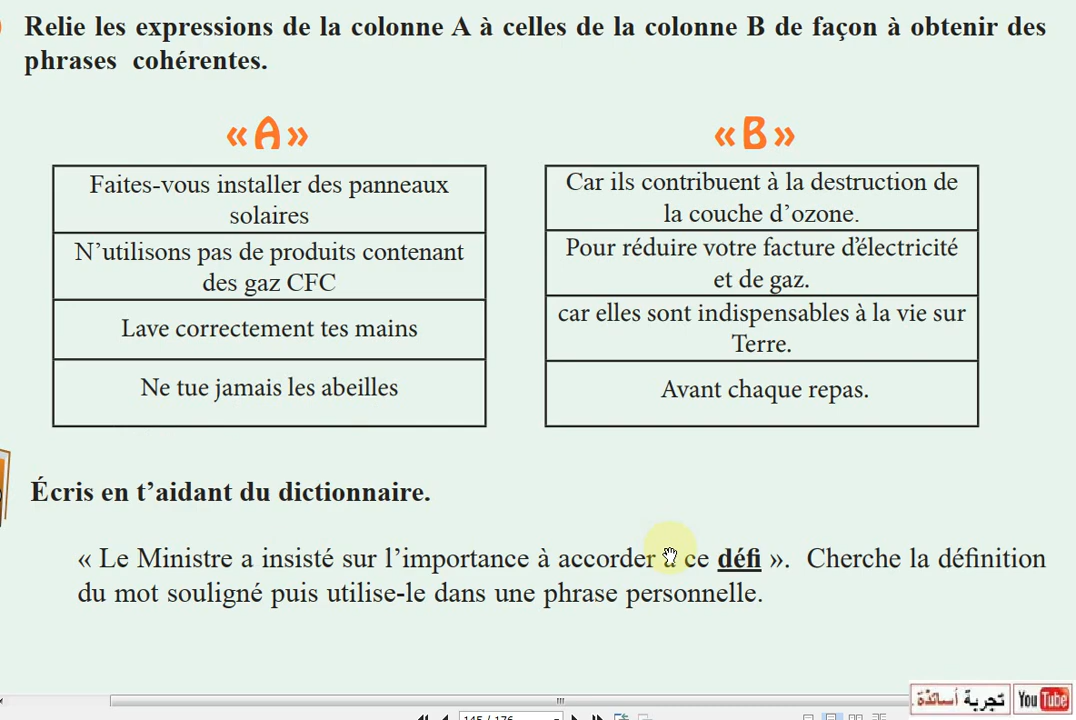 Relie les expressions de la colonne A à celles de la colonne B de façon à obtenir des
phrases cohérentes.
«A»
Faites-vous installer des panneaux
solaires
N’utilisons pas de produits contenant
des gaz CFC
Lave correctement tes mains
Ne tue jamais les abeilles
«B»
Car ils contribuent à la destruction de
la couche d’ozone.
Pour réduire votre facture d’électricité
et de gaz.
car elles sont indispensables à la vie sur
Terre.
Avant chaque repas.
Écris en t’aidant du dictionnaire.
« Le Ministre a insisté sur l’importance à accorder à ce défi ». Cherche la définition
du mot souligné puis utilise-le dans une phrase personnelle.
145 / 176
تجربة أساتذة
YouTube